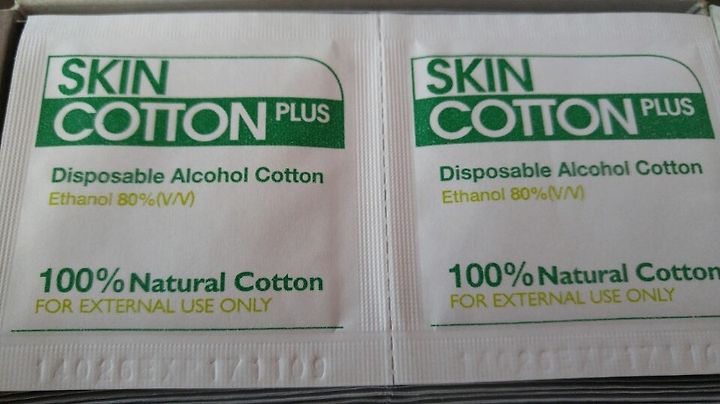 SKIN
COTTON PLUS
Disposable Alcohol Cotton
Ethanol 80%(V/V)
100% Natural Cotton
FOR EXTERNAL USE ONLY
SKIN
COTTON PLUS
Disposable Alcohol Cotton
Ethanol 80%(V/V)
100% Natural Cotton
FOR EXTERNAL USE ONLY